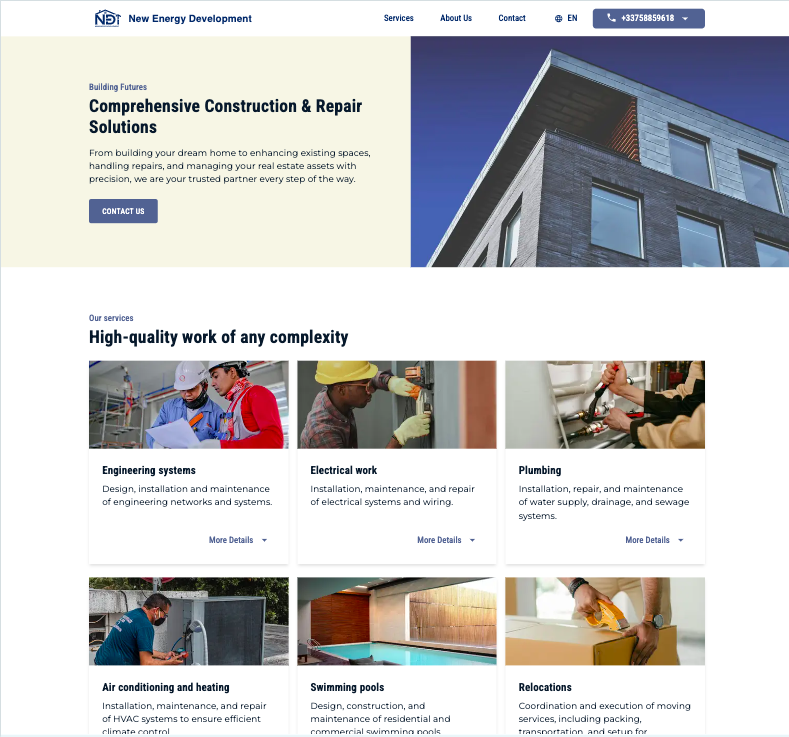 NDT New Energy Development
Services
About Us
Contact
EN
+33758859618
Building Futures
Comprehensive Construction & Repair
Solutions
From building your dream home to enhancing existing spaces,
handling repairs, and managing your real estate assets with
precision, we are your trusted partner every step of the way.
CONTACT US
Our services
High-quality work of any complexity
Engineering systems
Design, installation and maintenance
of engineering networks and systems.
More Details
Electrical work
Installation, maintenance, and repair
of electrical systems and wiring.
More Details
Plumbing
Installation, repair, and maintenance
of water supply, drainage, and sewage
systems.
More Details
Air conditioning and heating
Installation, maintenance, and repair
of HVAC systems to ensure efficient
climate control.
Swimming pools
Design, construction, and
maintenance of residential and
commercial swimming pools.
Relocations
Coordination and execution of moving
services, including packing,
transportation, and setup for